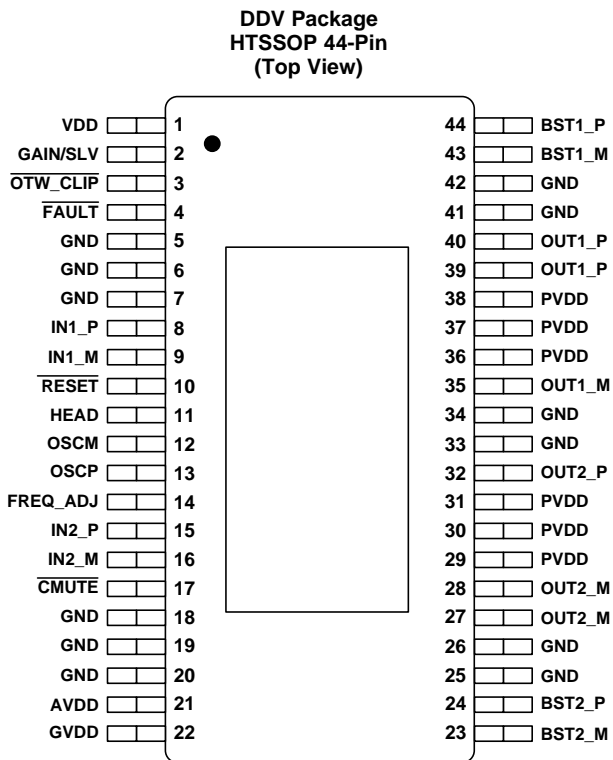 DDV Package
HTSSOP 44-Pin
(Top View)
VDD 1 44 BST1_P
GAIN/SLV 2 43 BST1_M
OTW_CLIP 3 42 GND
FAULT 4 41 GND
GND 5 40 OUT1_P
GND 6 39 OUT1_P
GND 7 38 PVDD
IN1_P 8 37 PVDD
IN1_M 9 36 PVDD
RESET 10 35 OUT1_M
HEAD 11 34 GND
OSCM 12 33 GND
OSCP 13 32 OUT2_P
FREQ_ADJ 14 31 PVDD
IN2_P 15 30 PVDD
IN2_M 16 29 PVDD
CMUTE 17 28 OUT2_M
GND 18 27 OUT2_M
GND 19 26 GND
GND 20 25 GND
AVDD 21 24 BST2_P
GVDD 22 23 BST2_M